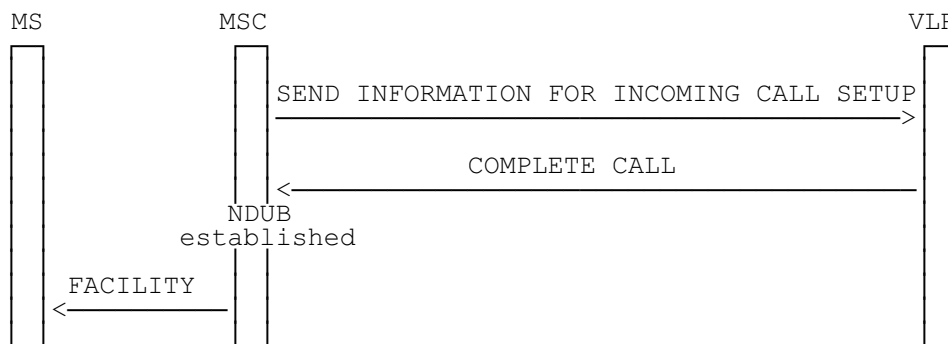 MS MSC VLR
SEND INFORMATION FOR INCOMING CALL SETUP
COMPLETE CALL
NDUB
established
FACILITY